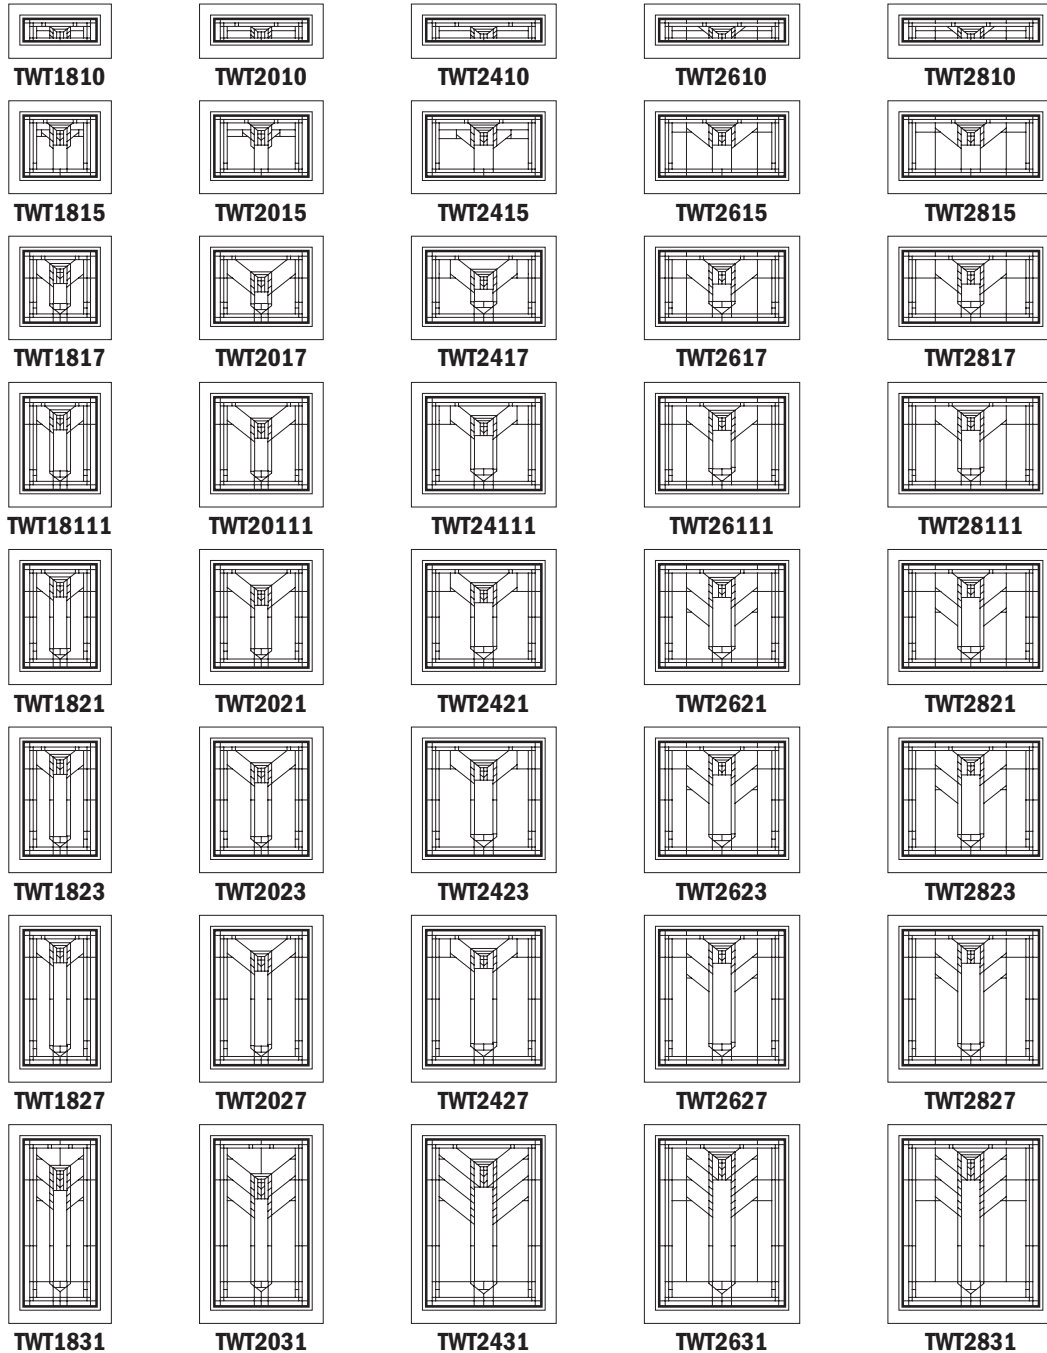 TWT1810 TWT2010 TWT2410 TWT2610 TWT2810
TWT1815 TWT2015 TWT2415 TWT2615 TWT2815
TWT1817 TWT2017 TWT2417 TWT2617 TWT2817
TWT18111 TWT20111 TWT24111 TWT26111 TWT28111
TWT1821 TWT2021 TWT2421 TWT2621 TWT2821
TWT1823 TWT2023 TWT2423 TWT2623 TWT2823
TWT1827 TWT2027 TWT2427 TWT2627 TWT2827
TWT1831 TWT2031 TWT2431 TWT2631 TWT2831